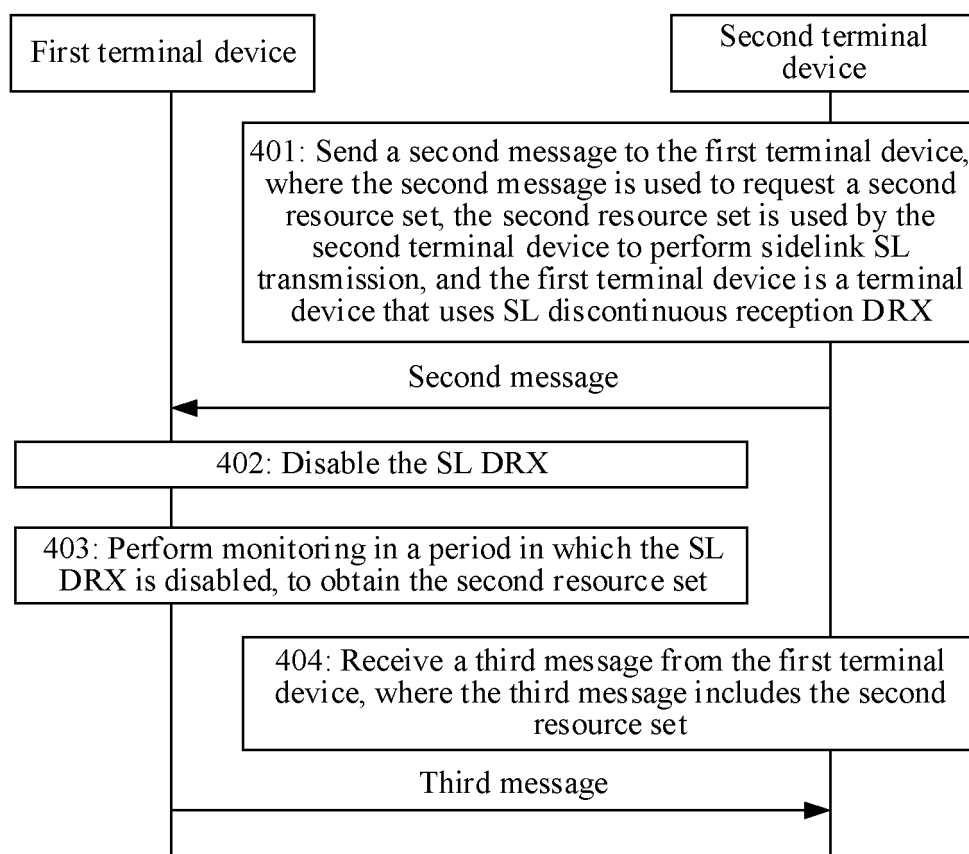 First terminal device
Second terminal
device
401: Send a second message to the first terminal device,
where the second message is used to request a second
resource set, the second resource set is used by the
second terminal device to perform sidelink SL
transmission, and the first terminal device is a terminal
device that uses SL discontinuous reception DRX
Second message
402: Disable the SL DRX
403: Perform monitoring in a period in which the SL
DRX is disabled, to obtain the second resource set
404: Receive a third message from the first terminal
device, where the third message includes the second
resource set
Third message